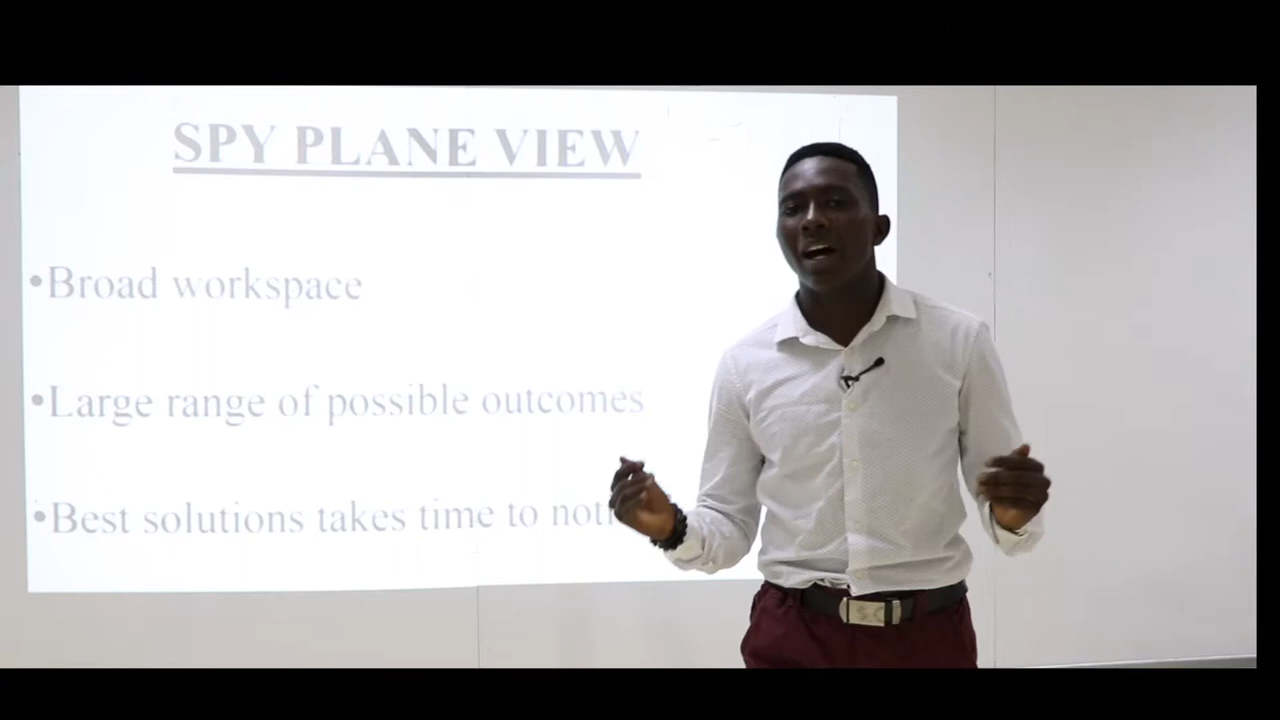 SPY PLANE VIEW
•Broad workspace
•Large range of possible outcomes
•Best solutions takes time to